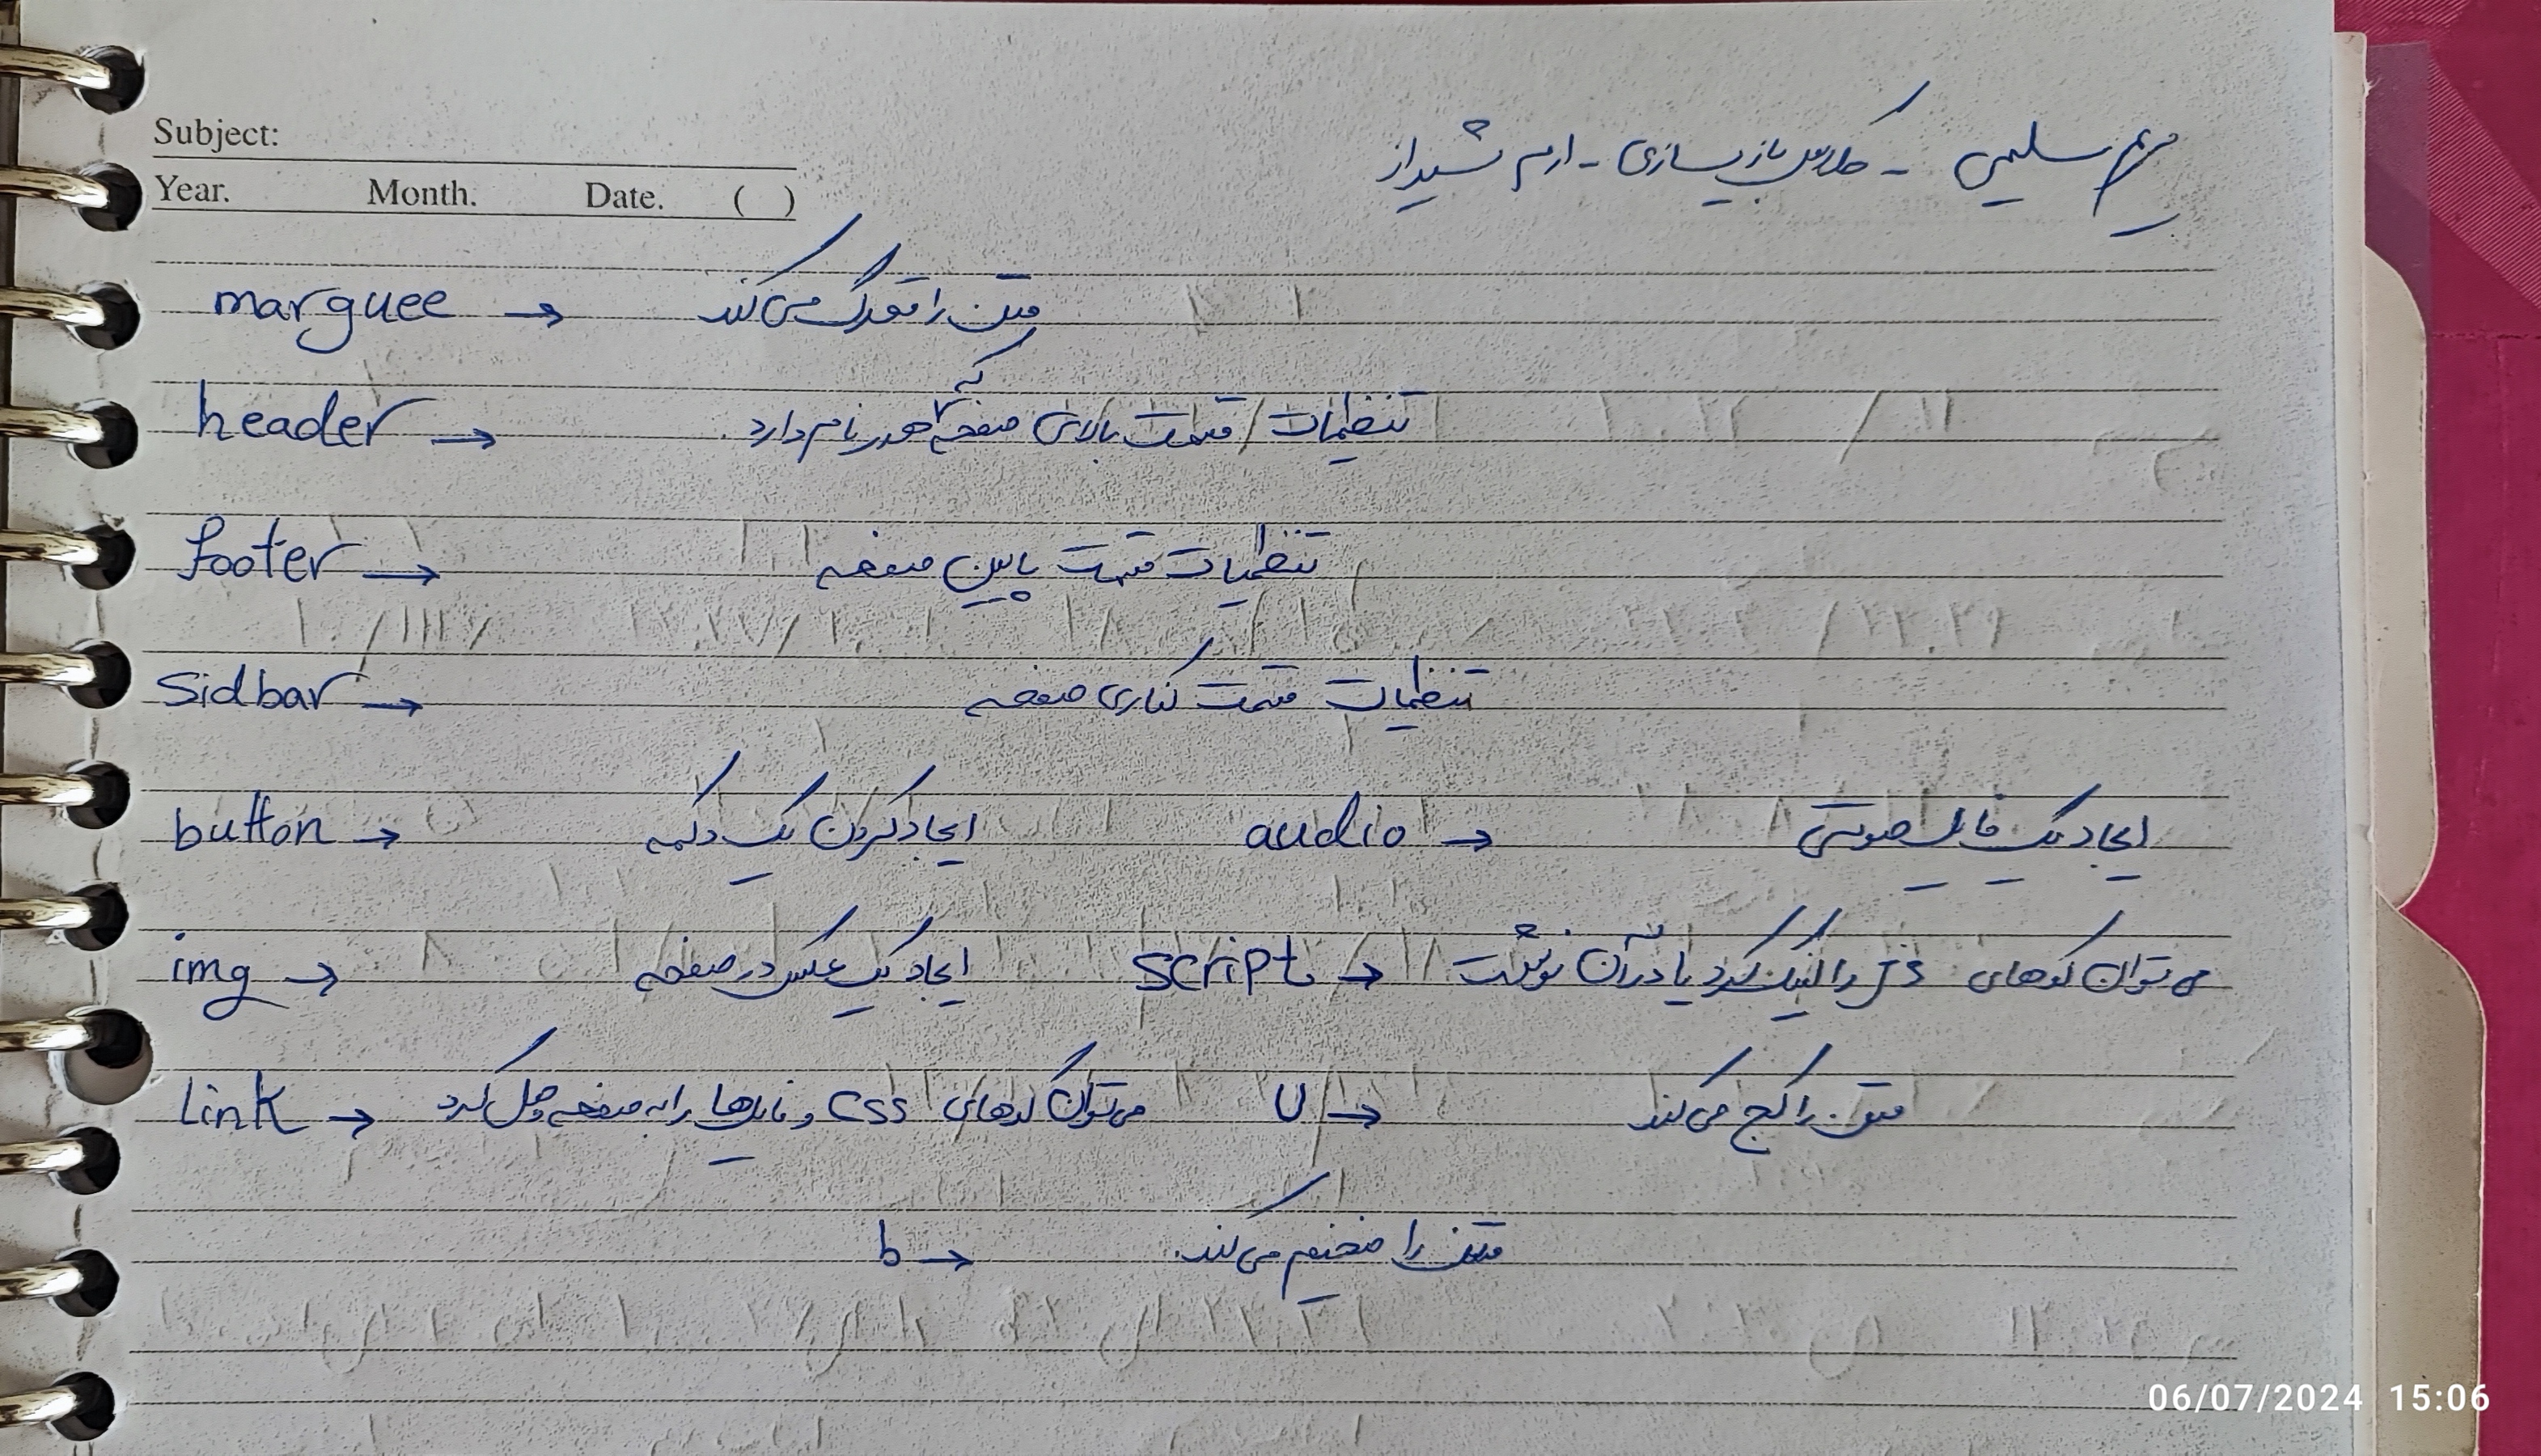 Subject:
Year. Month. Date. ( )
مریم سلیمی - کلاس بازیسازی - ارم شیراز
marguee → متن را متحرک می‌کند
header → تنظیمات قسمت بالای صفحه که هدر نام دارد.
footer → تنظیمات قسمت پایین صفحه
sidbar → تنظیمات قسمت کناری صفحه
button → ایجاد کردن یک دکمه audio → ایجاد یک فایل صوتی
img → ایجاد یک عکس در صفحه script → می‌توان کدهای JS را لینک کرد یا در آن نوشت
Link → می‌توان کدهای CSS و فایل‌ها را به صفحه وصل کرد U → متن را کج می‌کند
b → متن را ضخیم می‌کند.
06/07/2024 15:06